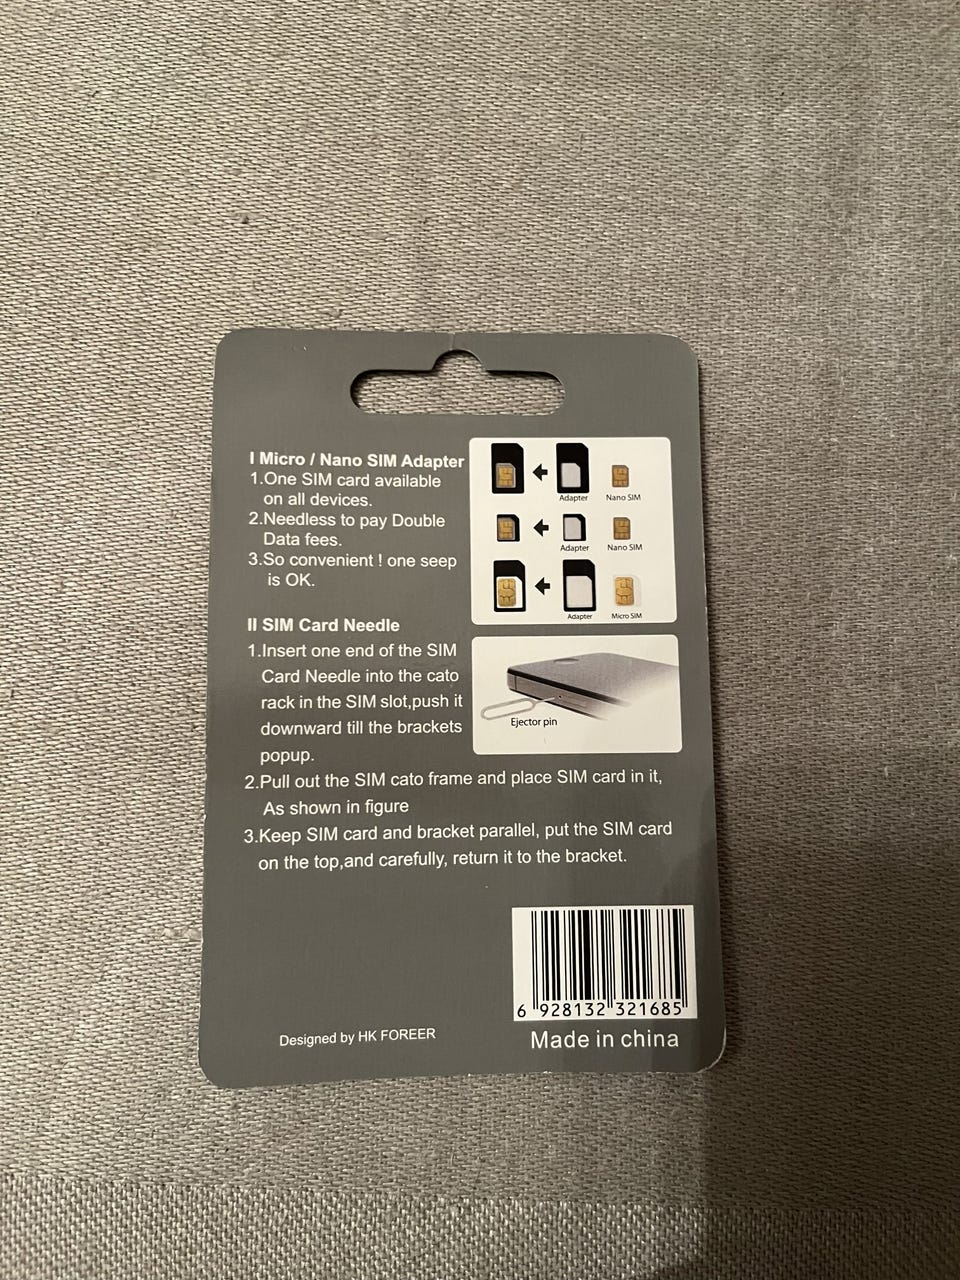 I Micro / Nano SIM Adapter
1.One SIM card available
on all devices.
2.Needless to pay Double
Data fees.
3.So convenient ! one seep
is OK.
Adapter
Nano SIM
Adapter
Nano SIM
Adapter
Micro SIM
II SIM Card Needle
1.Insert one end of the SIM
Card Needle into the cato
rack in the SIM slot,push it
downward till the brackets
popup.
Ejector pin
2.Pull out the SIM cato frame and place SIM card in it,
As shown in figure
3.Keep SIM card and bracket parallel, put the SIM card
on the top,and carefully, return it to the bracket.
6 928132 321685
Designed by HK FOREER
Made in china